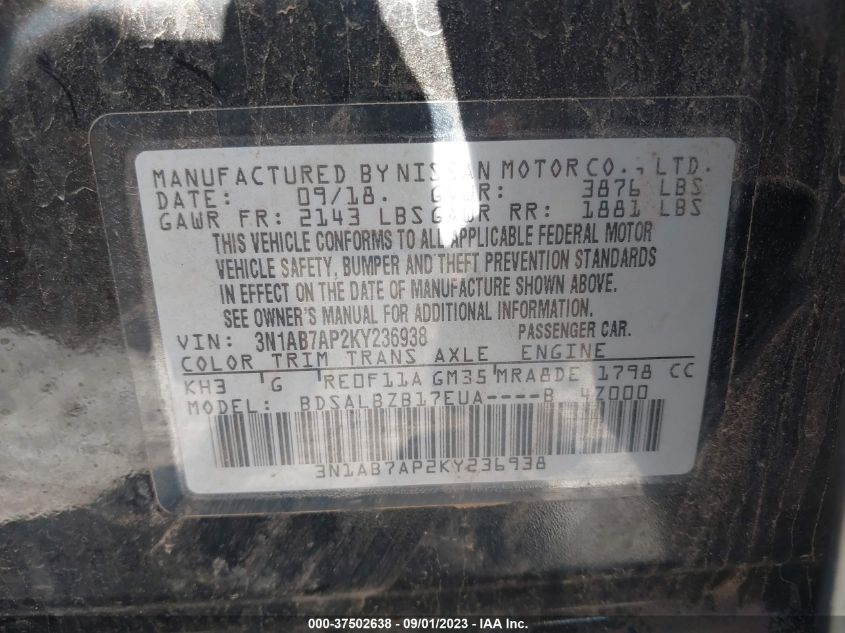 MANUFACTURED BY NISSAN MOTOR CO., LTD.
DATE: 09/18. GVWR: 3876 LBS
GAWR FR: 2143 LBS GAWR RR: 1881 LBS
THIS VEHICLE CONFORMS TO ALL APPLICABLE FEDERAL MOTOR
VEHICLE SAFETY, BUMPER AND THEFT PREVENTION STANDARDS
IN EFFECT ON THE DATE OF MANUFACTURE SHOWN ABOVE.
SEE OWNER'S MANUAL FOR ADDITIONAL INFORMATION.
VIN: 3N1AB7AP2KY236938 PASSENGER CAR.
COLOR TRIM TRANS AXLE ENGINE
KH3 G RE0F11A GM35 MRA8DE 1798 CC
MODEL: BDSALBZB17EUA----B 4Z000
3N1AB7AP2KY236938
000-37502638 - 09/01/2023 - © IAA, Inc.